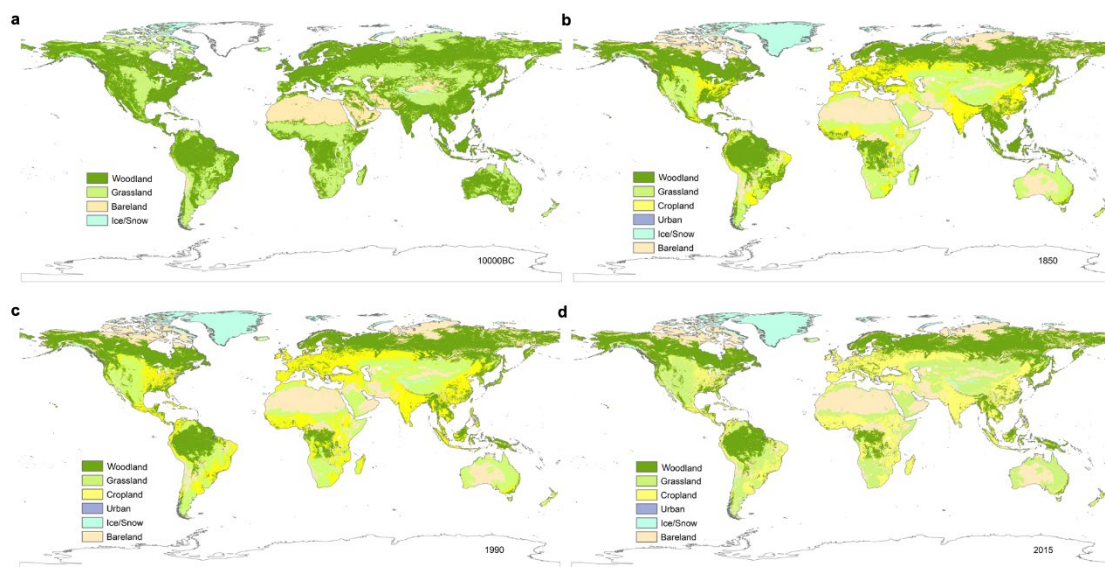 a
Woodland
Grassland
Bareland
Ice/Snow
10000BC
b
Woodland
Grassland
Cropland
Urban
Ice/Snow
Bareland
1850
c
Woodland
Grassland
Cropland
Urban
Ice/Snow
Bareland
1990
d
Woodland
Grassland
Cropland
Urban
Ice/Snow
Bareland
2015